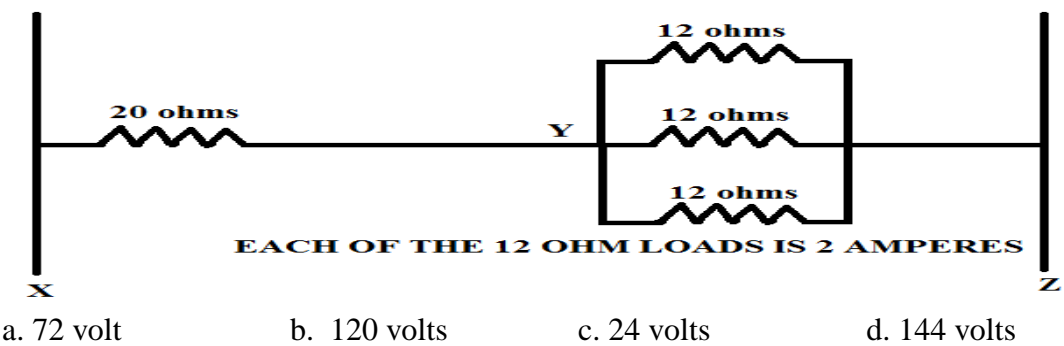 12 ohms
20 ohms
12 ohms
Y
12 ohms
EACH OF THE 12 OHM LOADS IS 2 AMPERES
X
Z
a. 72 volt b. 120 volts c. 24 volts d. 144 volts